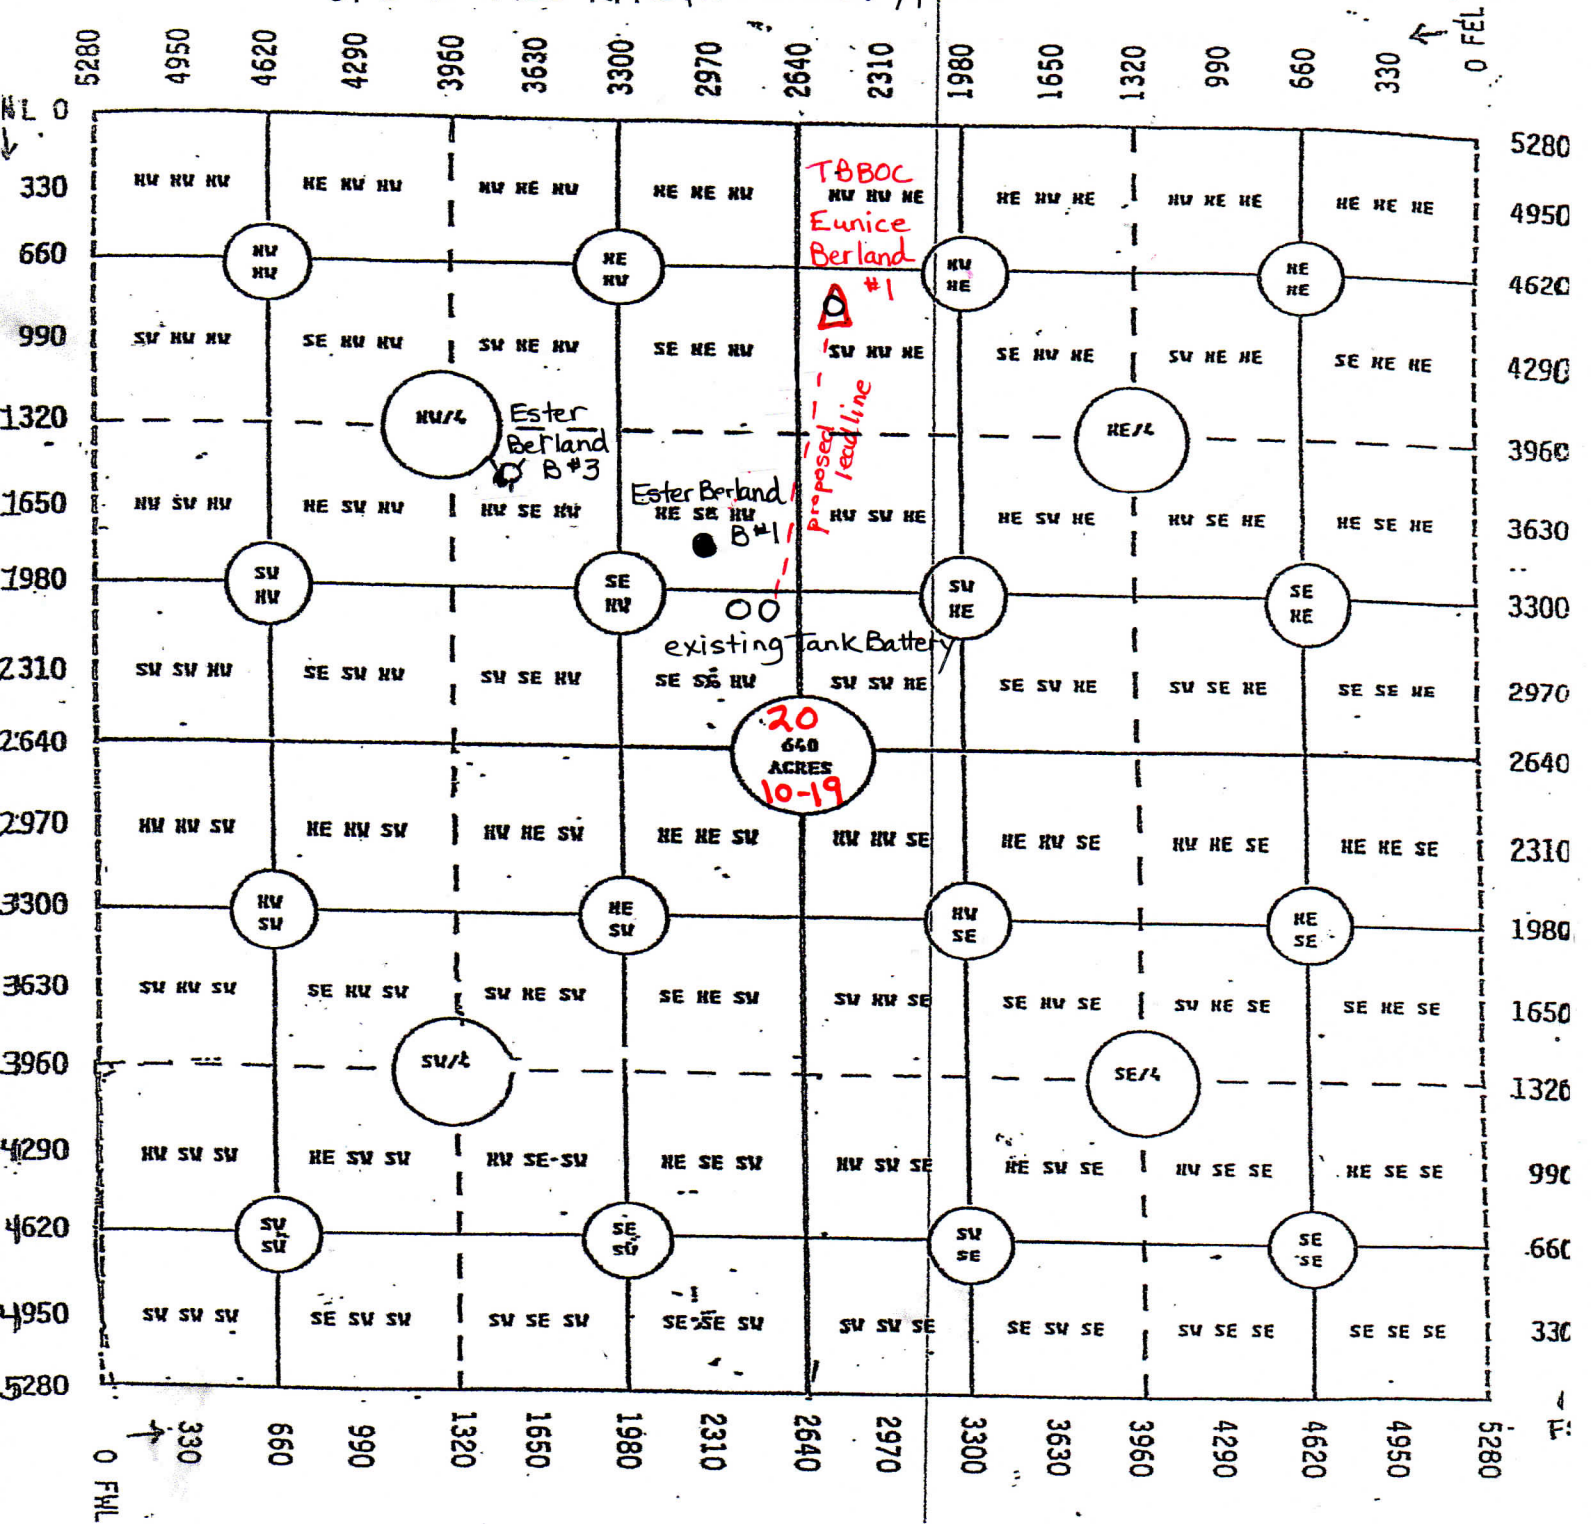 5280 4950 4620 4290 3960 3630 3300 2970 2640 2310 1980 1650 1320 990 660 330 0 FEL
0
5280
330
NW NW NW NE NW NW NW NE NW NE NE NW
TBBOC
NW NW NE NE NW NE NW NE NE NE NE NE
4950
Eunice
Berland
#1
660
NW NW
NE NW
NW NE
NE NE
4620
990
SW NW NW SE NW NW SW NE NW SE NE NW SW NW NE SE NW NE SW NE NE SE NE NE
4290
1320
NW/4
Ester
Berland
B #3
proposed
leadline
NE/4
3960
1650
NW SW NW NE SW NW NW SE NW
Ester Berland
NE SE NW
B #1
NW SW NE NE SW NE NW SE NE NE SE NE
3630
1980
SW NW
SE NW
SW NE
SE NE
3300
existing Tank Battery
2310
SW SW NW SE SW NW SW SE NW SE SE NW SW SW NE SE SW NE SW SE NE SE SE NE
2970
2640
20
640
ACRES
10-19
2640
2970
NW NW SW NE NW SW NW NE SW NE NE SW NW NW SE NE NW SE NW NE SE NE NE SE
2310
3300
NW SW
NE SW
NW SE
NE SE
1980
3630
SW NW SW SE NW SW SW NE SW SE NE SW SW NW SE SE NW SE SW NE SE SE NE SE
1650
3960
SW/4
SE/4
1320
4290
NW SW SW NE SW SW NW SE-SW NE SE SW NW SW SE NE SW SE NW SE SE NE SE SE
990
4620
SW SW
SE SW
SW SE
SE SE
660
4950
SW SW SW SE SW SW SW SE SW SE SE SW SW SW SE SE SW SE SW SE SE SE SE SE
330
5280
0 FWL 330 660 990 1320 1650 1980 2310 2640 2970 3300 3630 3960 4290 4620 4950 5280